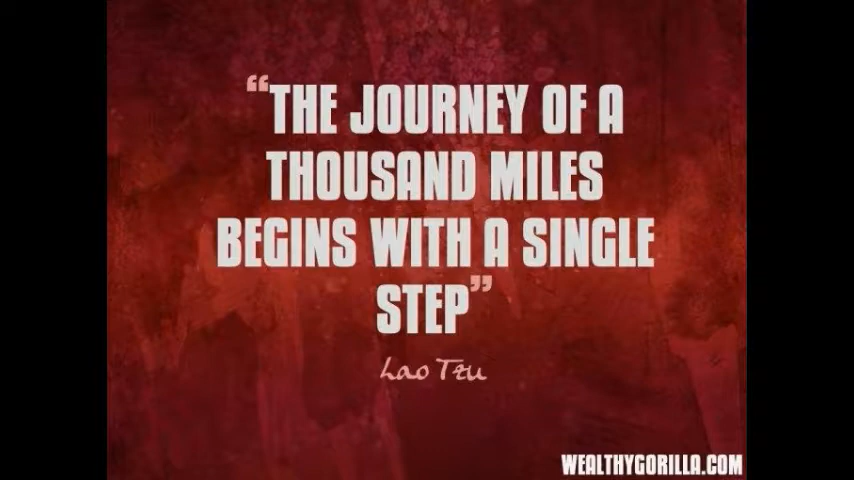 “THE JOURNEY OF A
THOUSAND MILES
BEGINS WITH A SINGLE
STEP”
Lao Tzu
WEALTHYGORILLA.COM